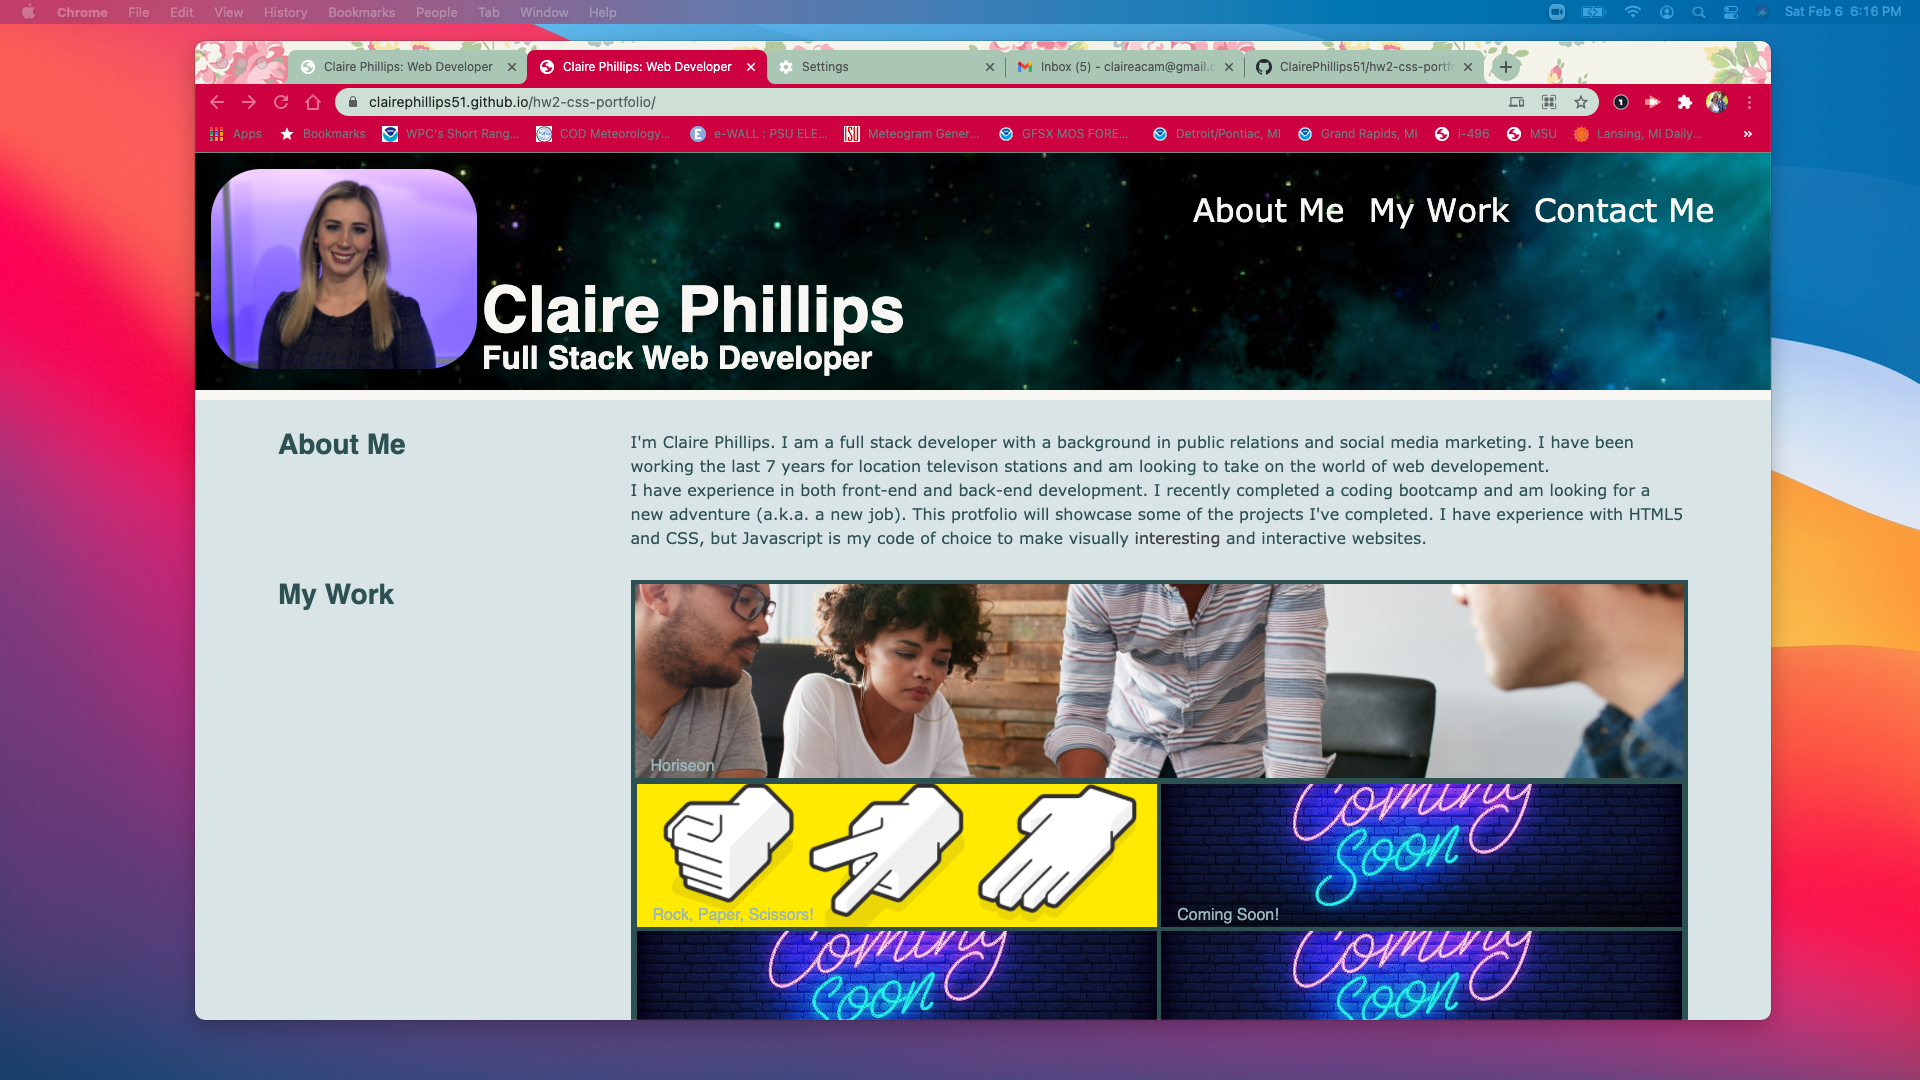 Chrome File Edit View History Bookmarks People Tab Window Help Sat Feb 6 6:16 PM
Claire Phillips: Web Developer Claire Phillips: Web Developer Settings Inbox (5) - claireacam@gmail.c ClairePhillips51/hw2-css-portfo
clairephillips51.github.io/hw2-css-portfolio/
Apps Bookmarks WPC's Short Rang... COD Meteorology... e-WALL : PSU ELE... Meteogram Gener... GFSX MOS FORE... Detroit/Pontiac, MI Grand Rapids, MI i-496 MSU Lansing, MI Daily... »
About Me My Work Contact Me
Claire Phillips
Full Stack Web Developer
About Me
I'm Claire Phillips. I am a full stack developer with a background in public relations and social media marketing. I have been
working the last 7 years for location televison stations and am looking to take on the world of web developement.
I have experience in both front-end and back-end development. I recently completed a coding bootcamp and am looking for a
new adventure (a.k.a. a new job). This protfolio will showcase some of the projects I've completed. I have experience with HTML5
and CSS, but Javascript is my code of choice to make visually interesting and interactive websites.
My Work
Horiseon
Rock, Paper, Scissors!
Coming
Soon
Coming Soon!
Coming
Soon
Coming
Soon